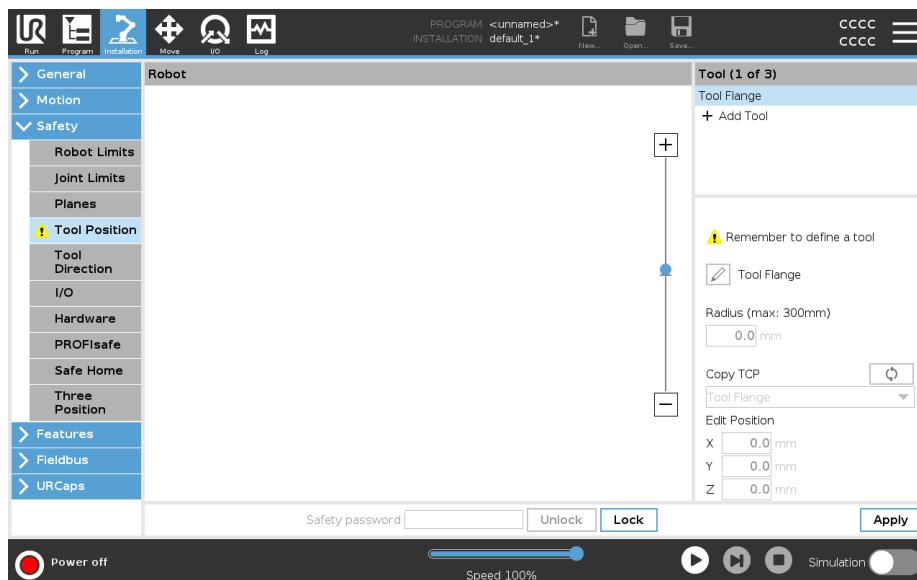 PROGRAM <unnamed>*
INSTALLATION default_1*
CCCC
CCCC
Run
Program
Installation
Move
I/O
Log
New...
Open...
Save...
General
Motion
Safety
Robot Limits
Joint Limits
Planes
Tool Position
Tool
Direction
I/O
Hardware
PROFIsafe
Safe Home
Three
Position
Features
Fieldbus
URCaps
Robot
Tool (1 of 3)
Tool Flange
+ Add Tool
Remember to define a tool
Tool Flange
Radius (max: 300mm)
0.0 mm
Copy TCP
Tool Flange
Edit Position
X 0.0 mm
Y 0.0 mm
Z 0.0 mm
Safety password
Unlock
Lock
Apply
Power off
Speed 100%
Simulation